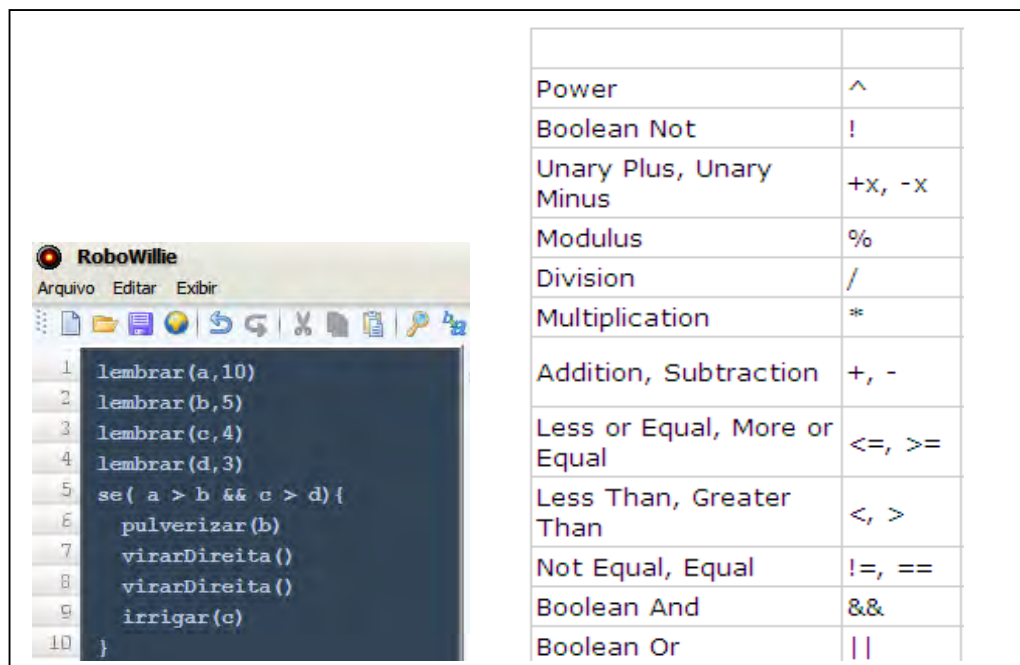 RoboWillie
Arquivo Editar Exibir
1 lembrar(a,10)
2 lembrar(b,5)
3 lembrar(c,4)
4 lembrar(d,3)
5 se( a > b && c > d){
6 pulverizar(b)
7 virarDireita()
8 virarDireita()
9 irrigar(c)
10 }
Power ^
Boolean Not !
Unary Plus, Unary
Minus +x, -x
Modulus %
Division /
Multiplication *
Addition, Subtraction +, -
Less or Equal, More or
Equal <=, >=
Less Than, Greater
Than <, >
Not Equal, Equal !=, ==
Boolean And &&
Boolean Or ||